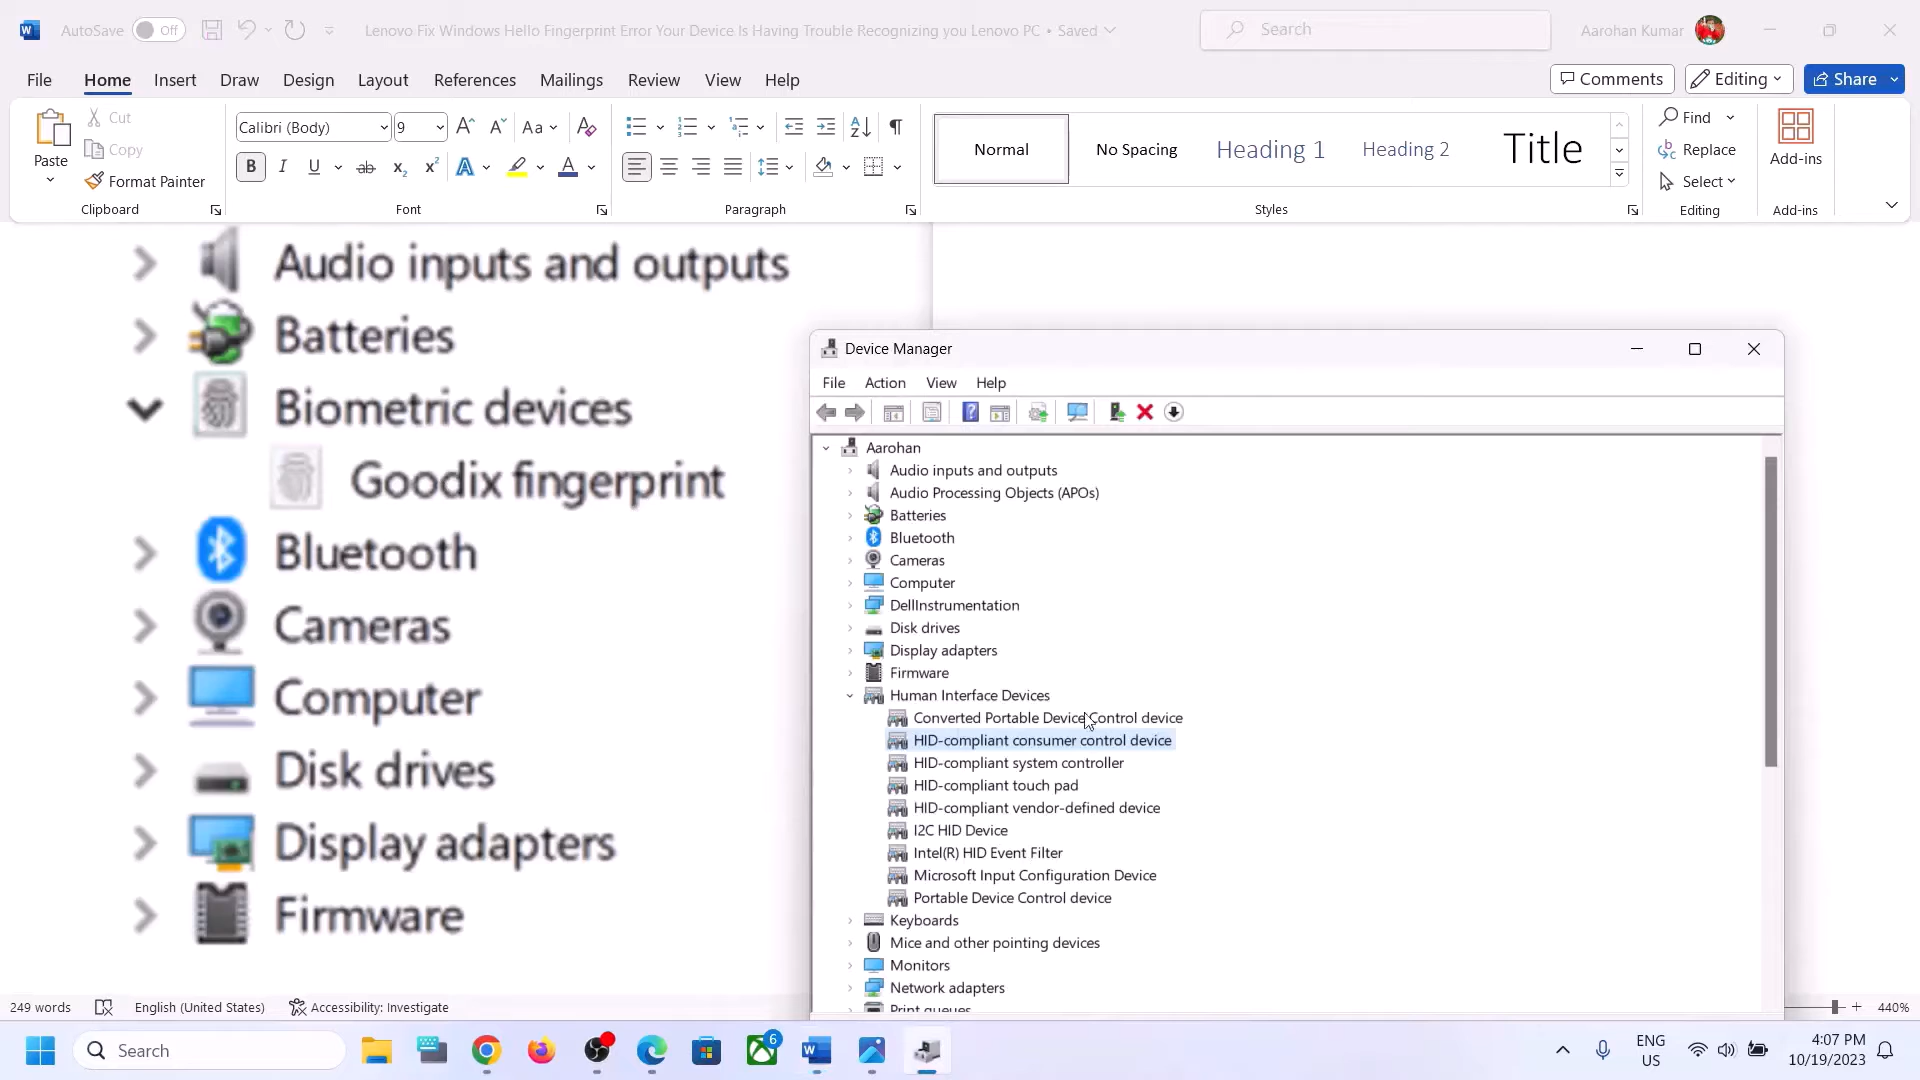 AutoSave Off
Lenovo Fix Windows Hello Fingerprint Error Your Device Is Having Trouble Recognizing you Lenovo PC • Saved
Search
Aarohan Kumar
File Home Insert Draw Design Layout References Mailings Review View Help
Comments Editing Share
Paste
Cut
Copy
Format Painter
Clipboard
Calibri (Body) 9
Aa
B I U ab x₂ x² A A
Font
Paragraph
Normal No Spacing Heading 1 Heading 2 Title
Styles
Find
Replace
Select
Editing
Add-ins
Add-ins
Audio inputs and outputs
Batteries
Biometric devices
Goodix fingerprint
Bluetooth
Cameras
Computer
Disk drives
Display adapters
Firmware
Device Manager
File Action View Help
Aarohan
Audio inputs and outputs
Audio Processing Objects (APOs)
Batteries
Bluetooth
Cameras
Computer
DellInstrumentation
Disk drives
Display adapters
Firmware
Human Interface Devices
Converted Portable Device Control device
HID-compliant consumer control device
HID-compliant system controller
HID-compliant touch pad
HID-compliant vendor-defined device
I2C HID Device
Intel(R) HID Event Filter
Microsoft Input Configuration Device
Portable Device Control device
Keyboards
Mice and other pointing devices
Monitors
Network adapters
Print queues
249 words English (United States) Accessibility: Investigate
440%
Search
6
ENG
US
4:07 PM
10/19/2023